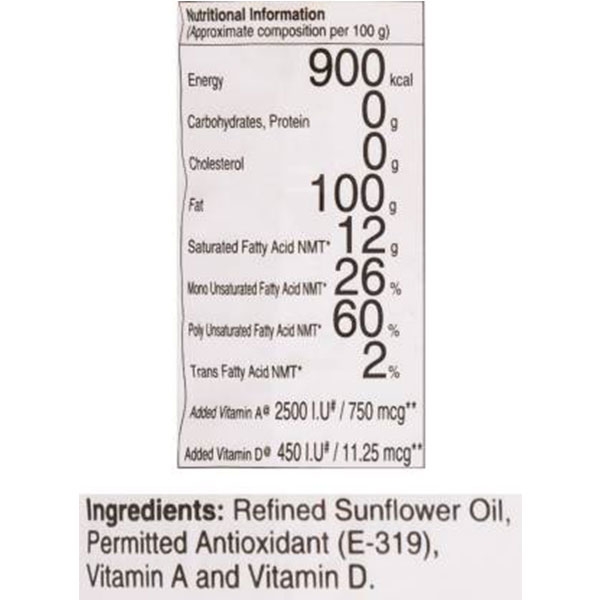 Nutritional Information
(Approximate composition per 100 g)
Energy 900 kcal
Carbohydrates, Protein 0 g
Cholesterol 0 g
Fat 100 g
Saturated Fatty Acid NMT* 12 g
Mono Unsaturated Fatty Acid NMT* 26 %
Poly Unsaturated Fatty Acid NMT* 60 %
Trans Fatty Acid NMT* 2 %
Added Vitamin A@ 2500 I.U# / 750 mcg**
Added Vitamin D@ 450 I.U# / 11.25 mcg**
Ingredients: Refined Sunflower Oil,
Permitted Antioxidant (E-319),
Vitamin A and Vitamin D.